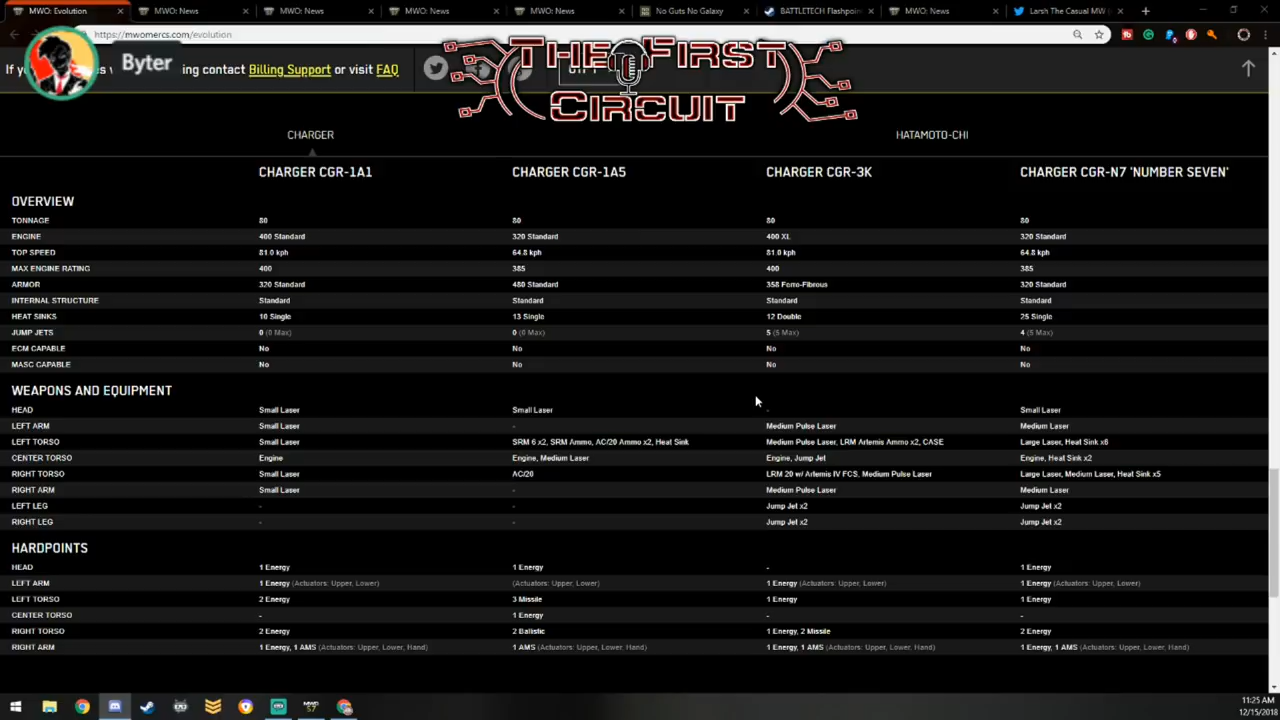 MWO: Evolution
MWO: News
MWO: News
MWO: News
MWO: News
No Guts No Galaxy
BATTLETECH Flashpoin
MWO: News
Larsh The Casual MW
https://mwomercs.com/evolution
If yo
Byter
ing contact Billing Support or visit FAQ
THE FIRST
CIRCUIT
CHARGER HATAMOTO-CHI
CHARGER CGR-1A1 CHARGER CGR-1A5 CHARGER CGR-3K CHARGER CGR-N7 'NUMBER SEVEN'
OVERVIEW
TONNAGE 80 80 80 80
ENGINE 400 Standard 320 Standard 400 XL 320 Standard
TOP SPEED 81.0 kph 64.8 kph 81.0 kph 64.8 kph
MAX ENGINE RATING 400 385 400 385
ARMOR 320 Standard 480 Standard 358 Ferro-Fibrous 320 Standard
INTERNAL STRUCTURE Standard Standard Standard Standard
HEAT SINKS 10 Single 13 Single 12 Double 25 Single
JUMP JETS 0 (0 Max) 0 (0 Max) 5 (5 Max) 4 (5 Max)
ECM CAPABLE No No No No
MASC CAPABLE No No No No
WEAPONS AND EQUIPMENT
HEAD Small Laser Small Laser - Small Laser
LEFT ARM Small Laser - Medium Pulse Laser Medium Laser
LEFT TORSO Small Laser SRM 6 x2, SRM Ammo, AC/20 Ammo x2, Heat Sink Medium Pulse Laser, LRM Artemis Ammo x2, CASE Large Laser, Heat Sink x6
CENTER TORSO Engine Engine, Medium Laser Engine, Jump Jet Engine, Heat Sink x2
RIGHT TORSO Small Laser AC/20 LRM 20 w/ Artemis IV FCS, Medium Pulse Laser Large Laser, Medium Laser, Heat Sink x5
RIGHT ARM Small Laser - Medium Pulse Laser Medium Laser
LEFT LEG - - Jump Jet x2 Jump Jet x2
RIGHT LEG - - Jump Jet x2 Jump Jet x2
HARDPOINTS
HEAD 1 Energy 1 Energy - 1 Energy
LEFT ARM 1 Energy (Actuators: Upper, Lower) (Actuators: Upper, Lower) 1 Energy (Actuators: Upper, Lower) 1 Energy (Actuators: Upper, Lower)
LEFT TORSO 2 Energy 3 Missile 1 Energy 1 Energy
CENTER TORSO - 1 Energy - -
RIGHT TORSO 2 Energy 2 Ballistic 1 Energy, 2 Missile 2 Energy
RIGHT ARM 1 Energy, 1 AMS (Actuators: Upper, Lower, Hand) 1 AMS (Actuators: Upper, Lower, Hand) 1 Energy, 1 AMS (Actuators: Upper, Lower, Hand) 1 Energy, 1 AMS (Actuators: Upper, Lower, Hand)
11:25 AM
12/15/2018